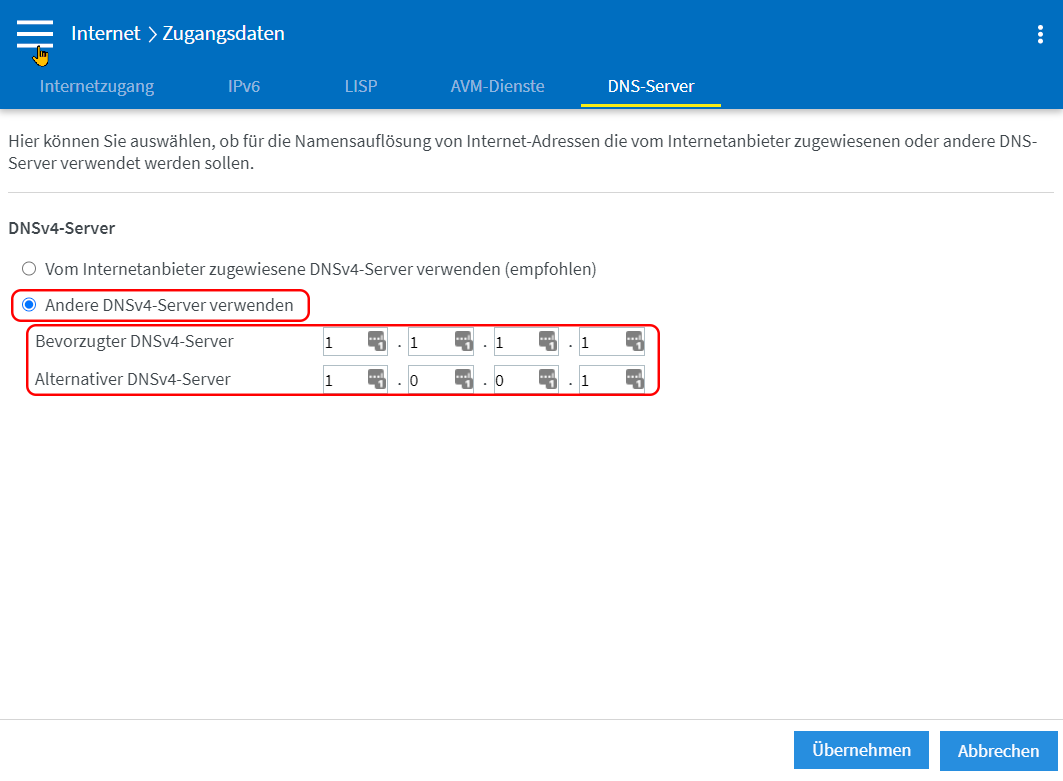 Internet > Zugangsdaten
Internetzugang IPv6 LISP AVM-Dienste DNS-Server
Hier können Sie auswählen, ob für die Namensauflösung von Internet-Adressen die vom Internetanbieter zugewiesenen oder andere DNS-
Server verwendet werden sollen.
DNSv4-Server
Vom Internetanbieter zugewiesene DNSv4-Server verwenden (empfohlen)
Andere DNSv4-Server verwenden
Bevorzugter DNSv4-Server 1 . 1 . 1 . 1
Alternativer DNSv4-Server 1 . 0 . 0 . 1
Übernehmen Abbrechen